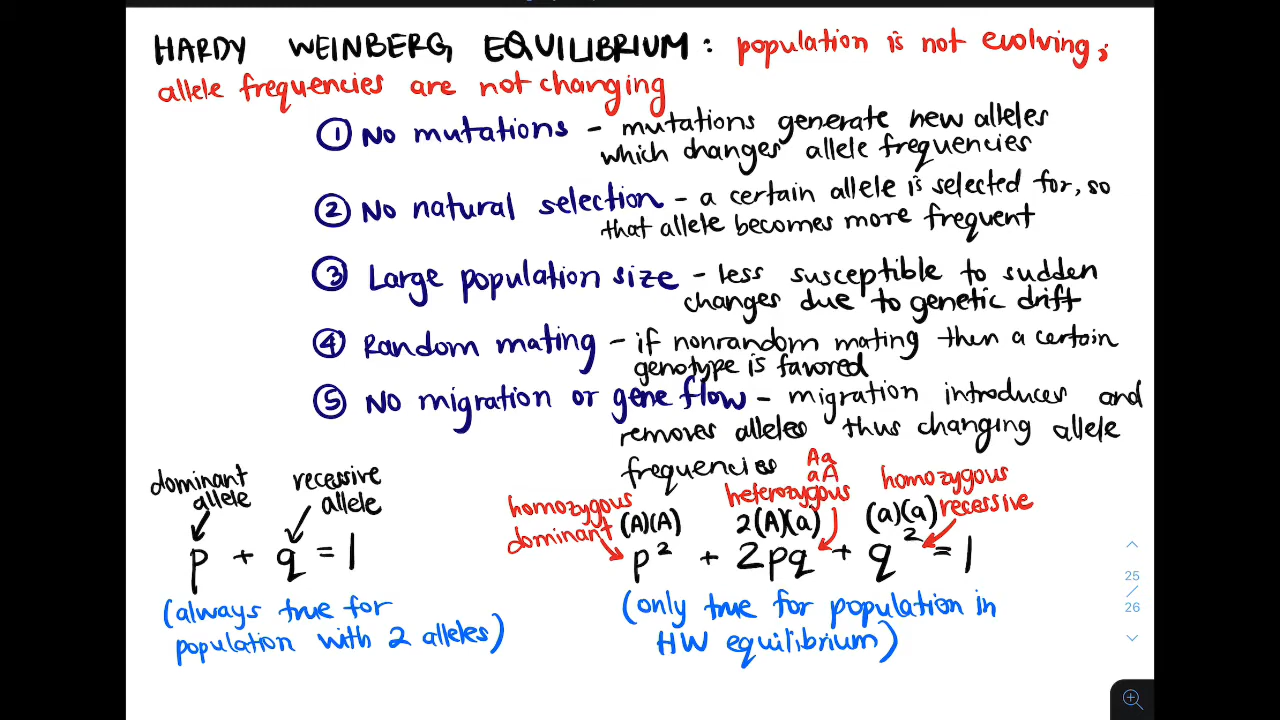 HARDY WEINBERG EQUILIBRIUM: population is not evolving;
allele frequencies are not changing
① No mutations - mutations generate new alleles
which changes allele frequencies
② No natural selection - a certain allele is selected for, so
that allele becomes more frequent
③ Large population size - less susceptible to sudden
changes due to genetic drift
④ Random mating - if nonrandom mating then a certain
genotype is favored
⑤ No migration or gene flow - migration introduces and
removes alleles thus changing allele
frequencies
dominant
allele
recessive
allele
p + q = 1
(always true for
population with 2 alleles)
homozygous
dominant
(A)(A)
Aa
aA
heterozygous
2(A)(a)
homozygous
recessive
(a)(a)
p² + 2pq + q² = 1
(only true for population in
HW equilibrium)
25
/
26